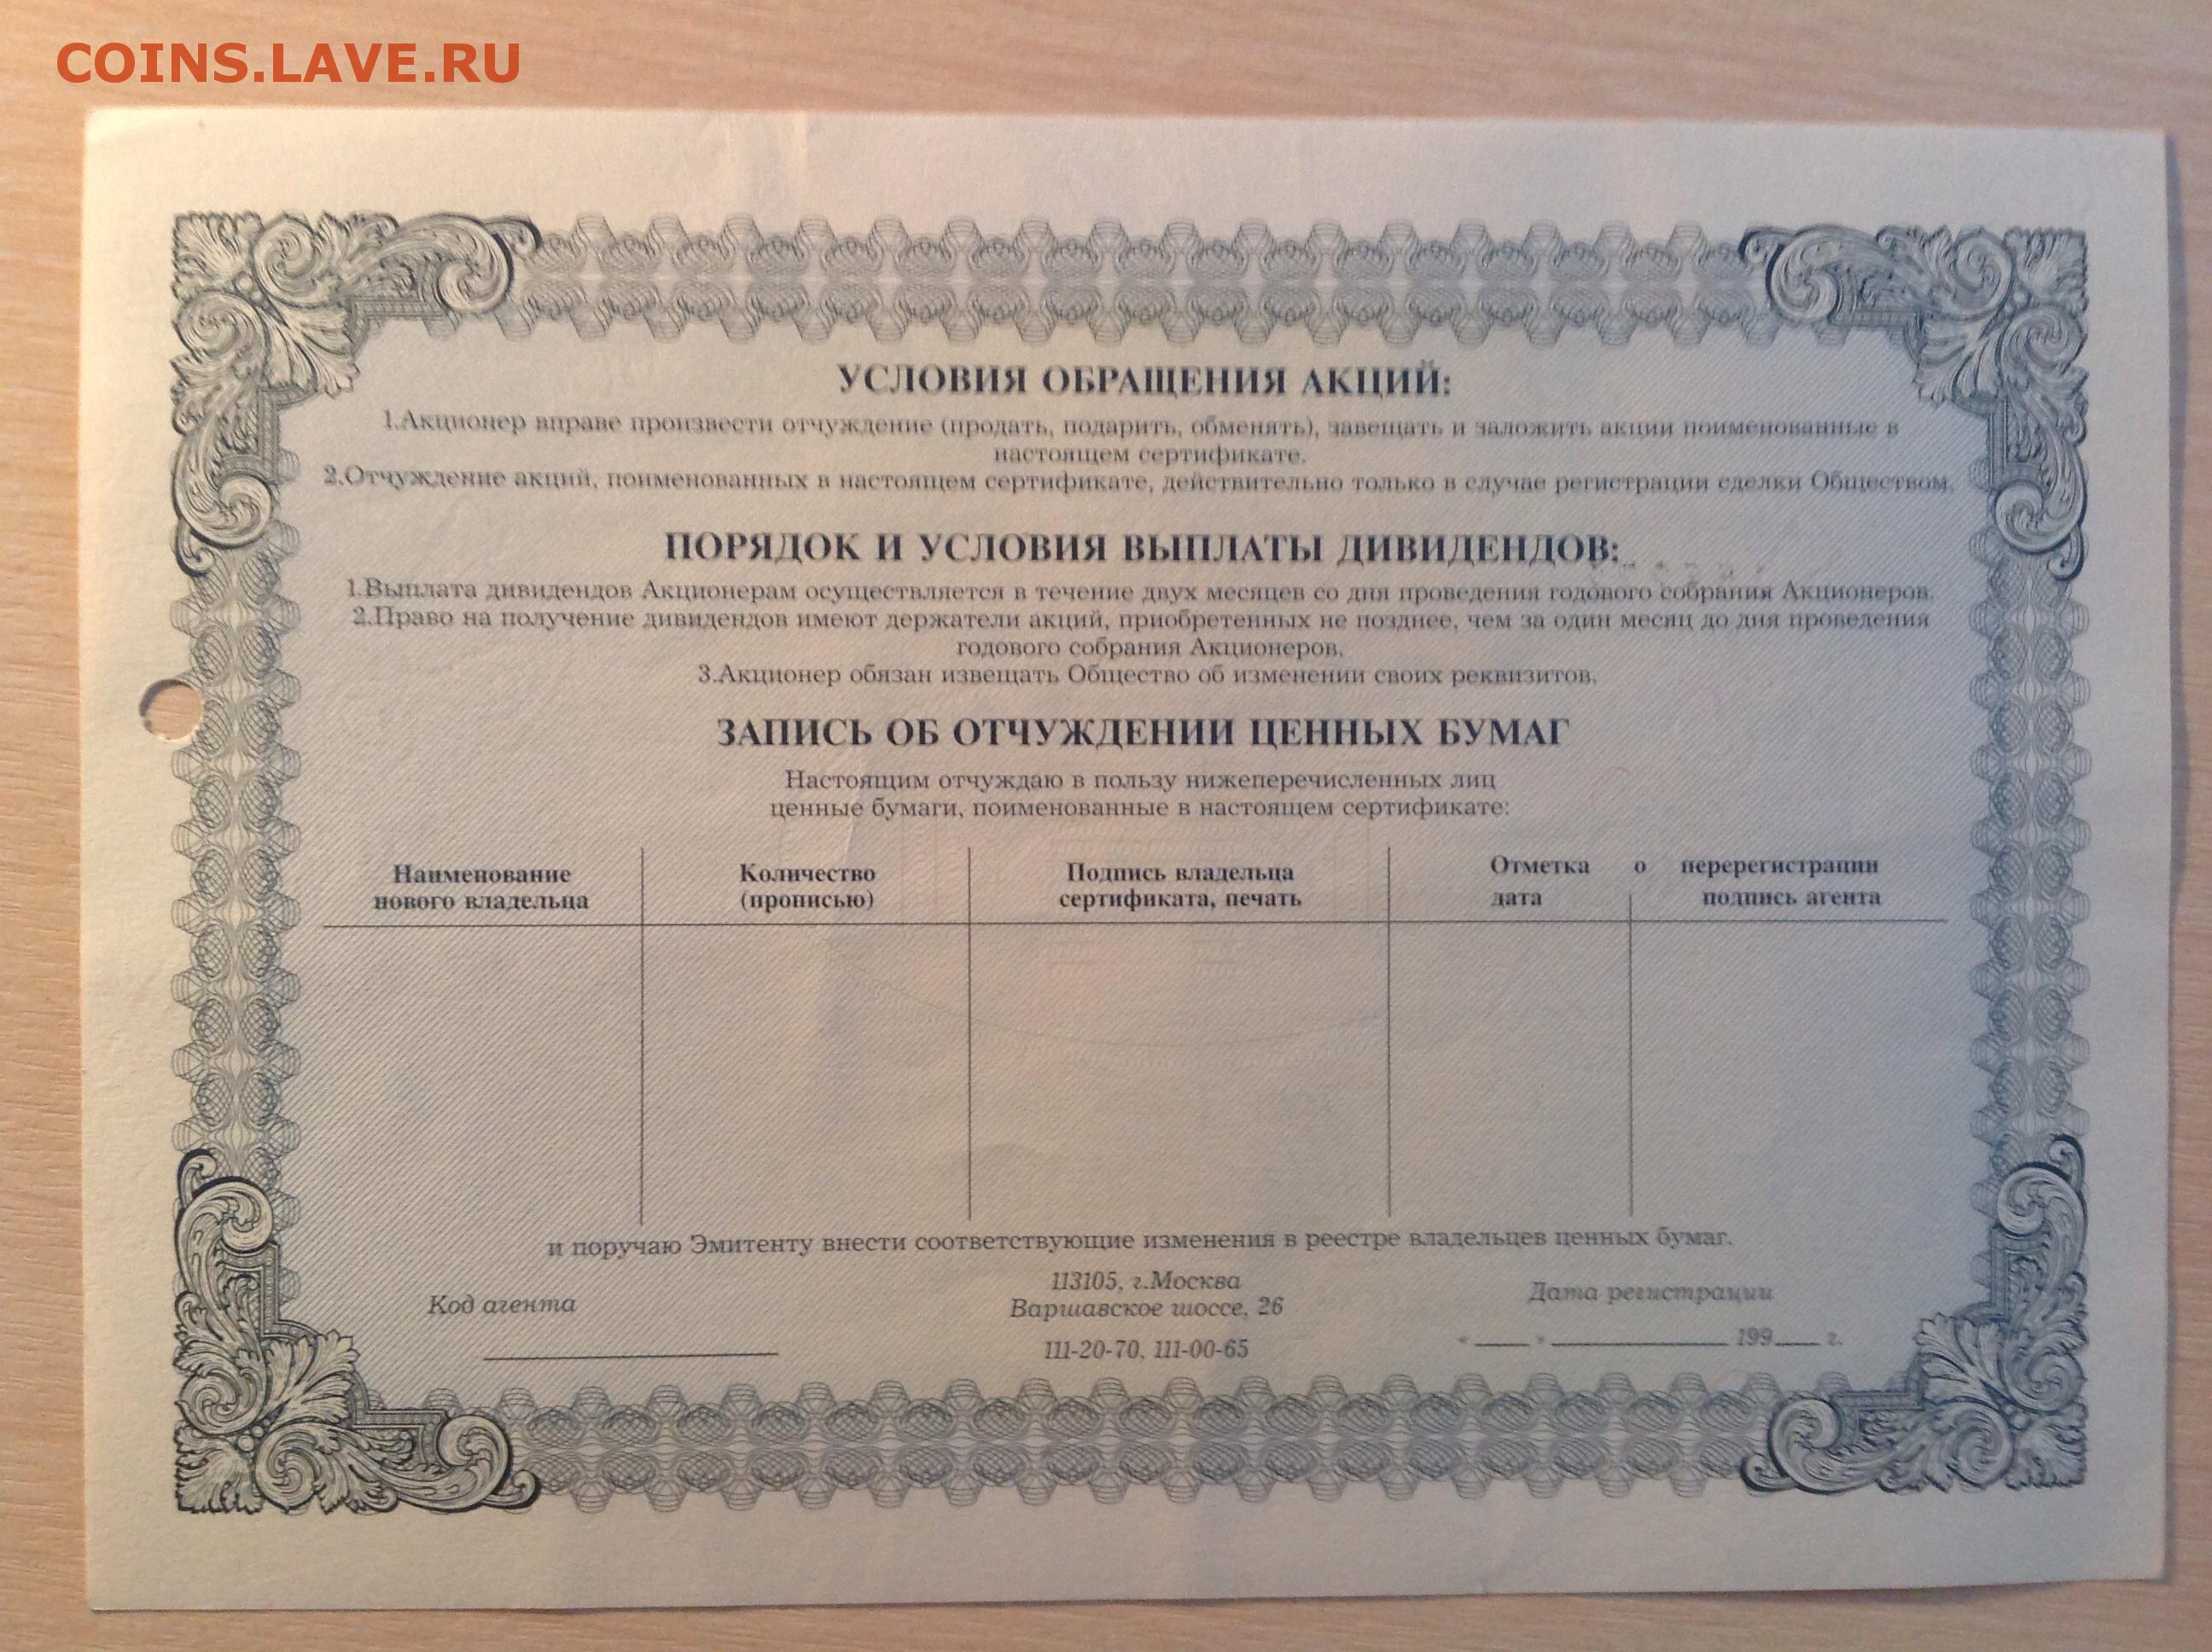 COINS.LAVE.RU
УСЛОВИЯ ОБРАЩЕНИЯ АКЦИЙ:
1.Акционер вправе произвести отчуждение (продать, подарить, обменять), завещать и заложить акции поименованные в
настоящем сертификате.
2.Отчуждение акций, поименованных в настоящем сертификате, действительно только в случае регистрации сделки Обществом.
ПОРЯДОК И УСЛОВИЯ ВЫПЛАТЫ ДИВИДЕНДОВ:
1.Выплата дивидендов Акционерам осуществляется в течение двух месяцев со дня проведения годового собрания Акционеров.
2.Право на получение дивидендов имеют держатели акций, приобретенных не позднее, чем за один месяц до дня проведения
годового собрания Акционеров.
3.Акционер обязан извещать Общество об изменении своих реквизитов.
ЗАПИСЬ ОБ ОТЧУЖДЕНИИ ЦЕННЫХ БУМАГ
Настоящим отчуждаю в пользу нижеперечисленных лиц
ценные бумаги, поименованные в настоящем сертификате:
Наименование
нового владельца
Количество
(прописью)
Подпись владельца
сертификата, печать
Отметка о перерегистрации
дата подпись агента
и поручаю Эмитенту внести соответствующие изменения в реестре владельцев ценных бумаг.
Код агента
113105, г.Москва
Варшавское шоссе, 26
111-20-70, 111-00-65
Дата регистрации
«____» ____________ 199___ г.